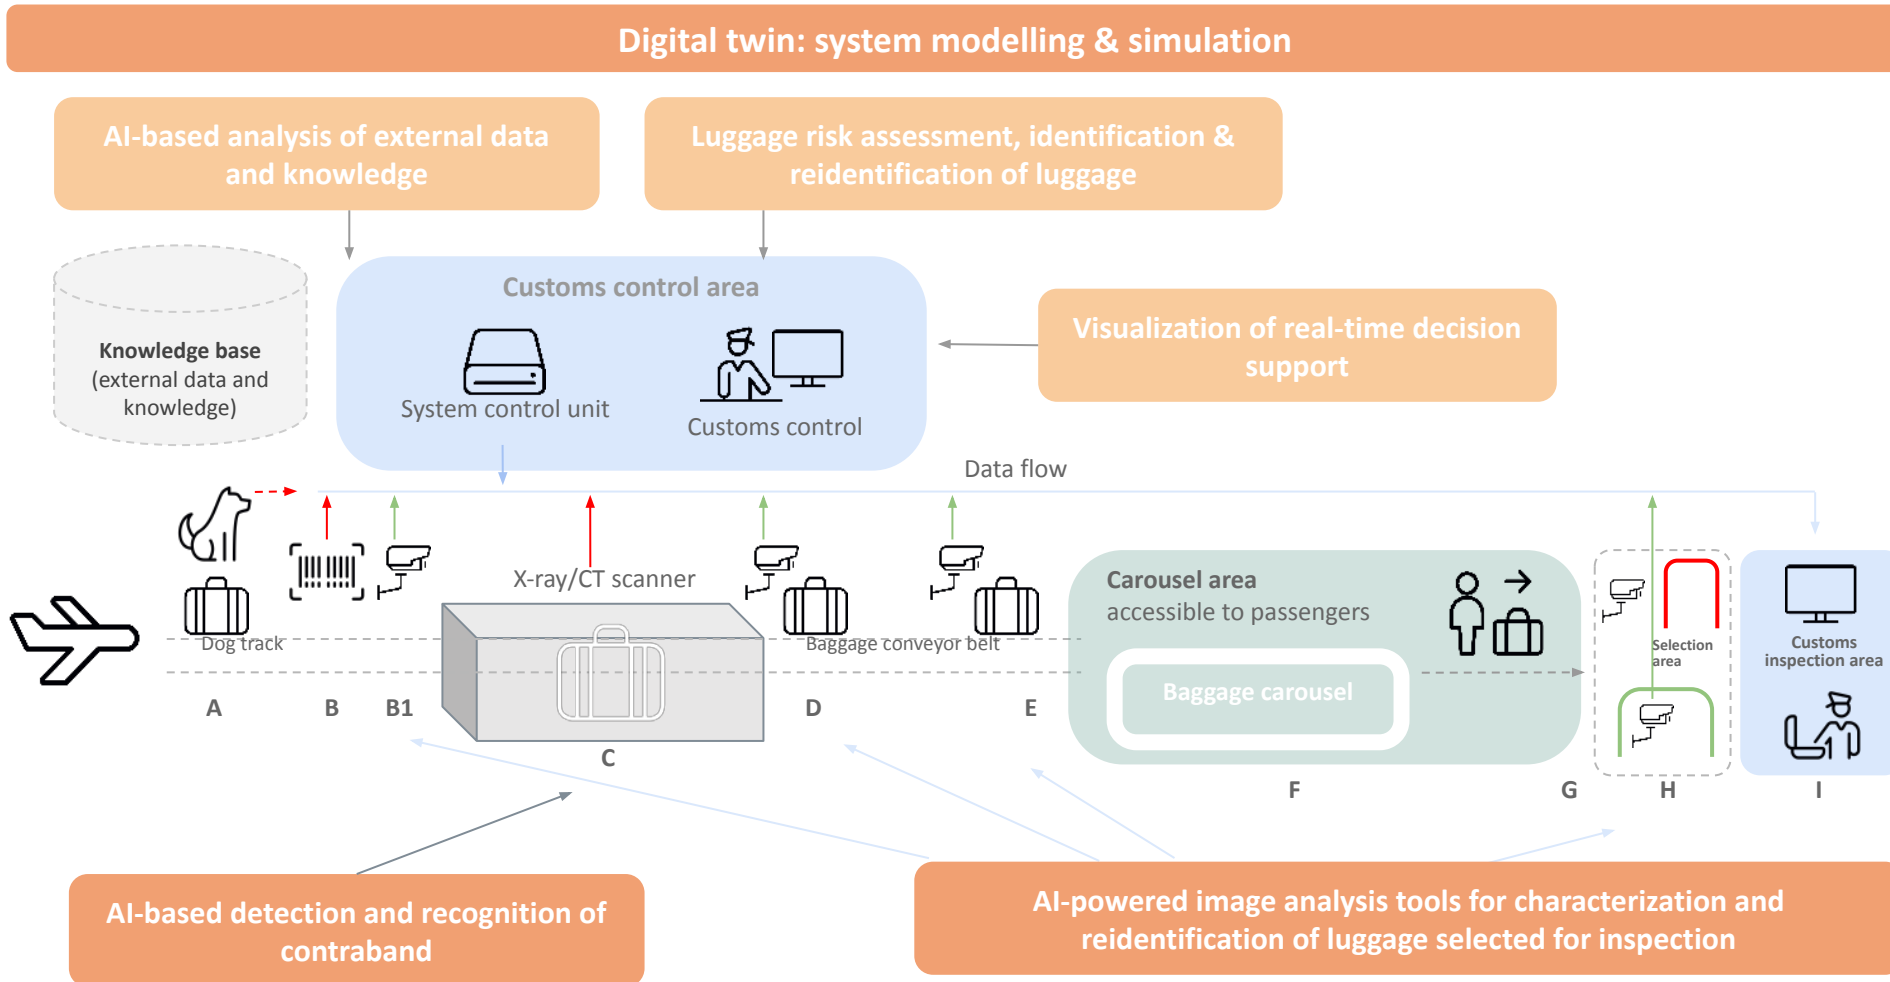 Digital twin: system modelling & simulation
AI-based analysis of external data
and knowledge
Luggage risk assessment, identification &
reidentification of luggage
Customs control area
Visualization of real-time decision
support
Knowledge base
(external data and
knowledge)
System control unit
Customs control
Data flow
X-ray/CT scanner
Carousel area
accessible to passengers
Dog track
Baggage conveyor belt
Selection
area
Customs
inspection area
Baggage carousel
A
B
B1
C
D
E
F
G
H
I
AI-based detection and recognition of
contraband
AI-powered image analysis tools for characterization and
reidentification of luggage selected for inspection